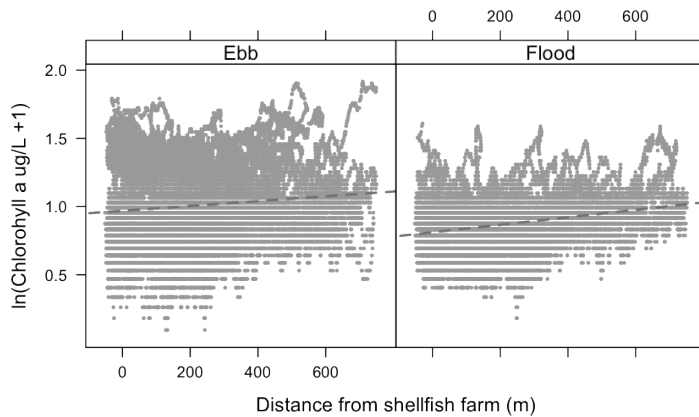 0 200 400 600
Ebb Flood
2.0
1.5
1.0
0.5
ln(Chlorohyll a ug/L +1)
0 200 400 600
Distance from shellfish farm (m)